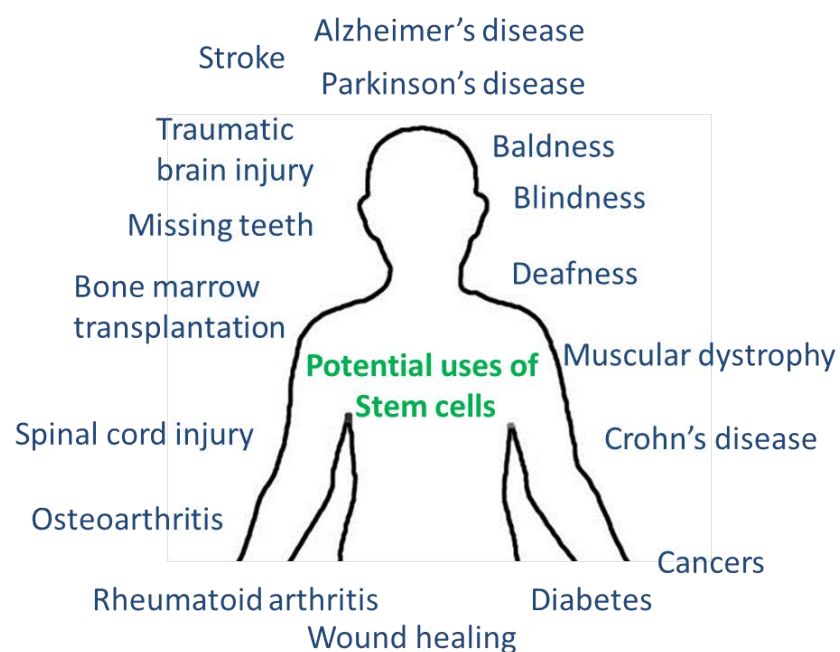 Alzheimer’s disease
Stroke
Parkinson’s disease
Traumatic
brain injury
Baldness
Blindness
Missing teeth
Deafness
Bone marrow
transplantation
Muscular dystrophy
Potential uses of
Stem cells
Spinal cord injury
Crohn’s disease
Osteoarthritis
Cancers
Rheumatoid arthritis
Diabetes
Wound healing